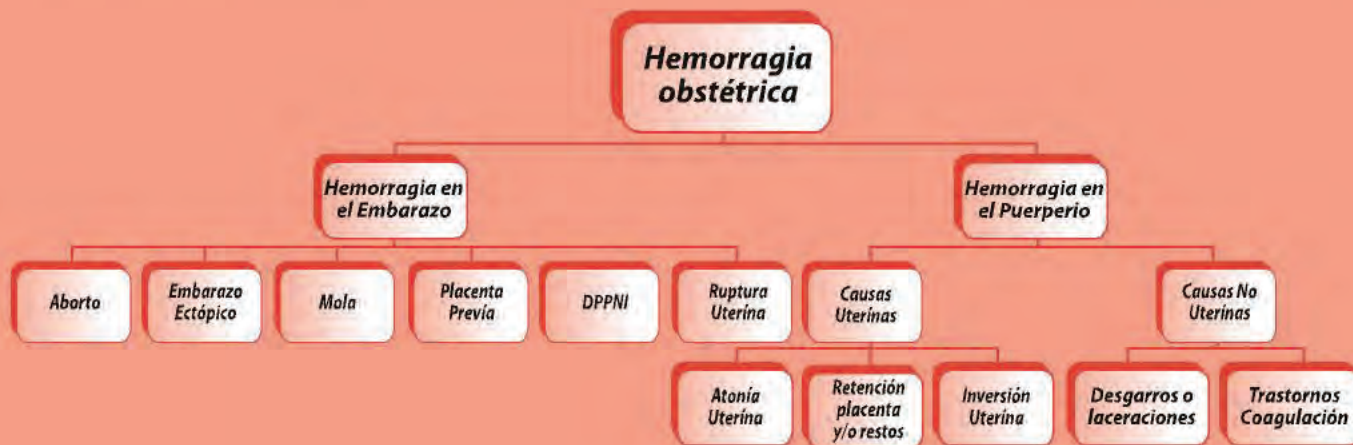 Hemorragia
obstétrica
Hemorragia en
el Embarazo
Hemorragia en
el Puerperio
Aborto
Embarazo
Ectópico
Mola
Placenta
Previa
DPPNI
Ruptura
Uterina
Causas
Uterinas
Causas No
Uterinas
Atonía
Uterina
Retención
placenta
y/o restos
Inversión
Uterina
Desgarros o
laceraciones
Trastornos
Coagulación